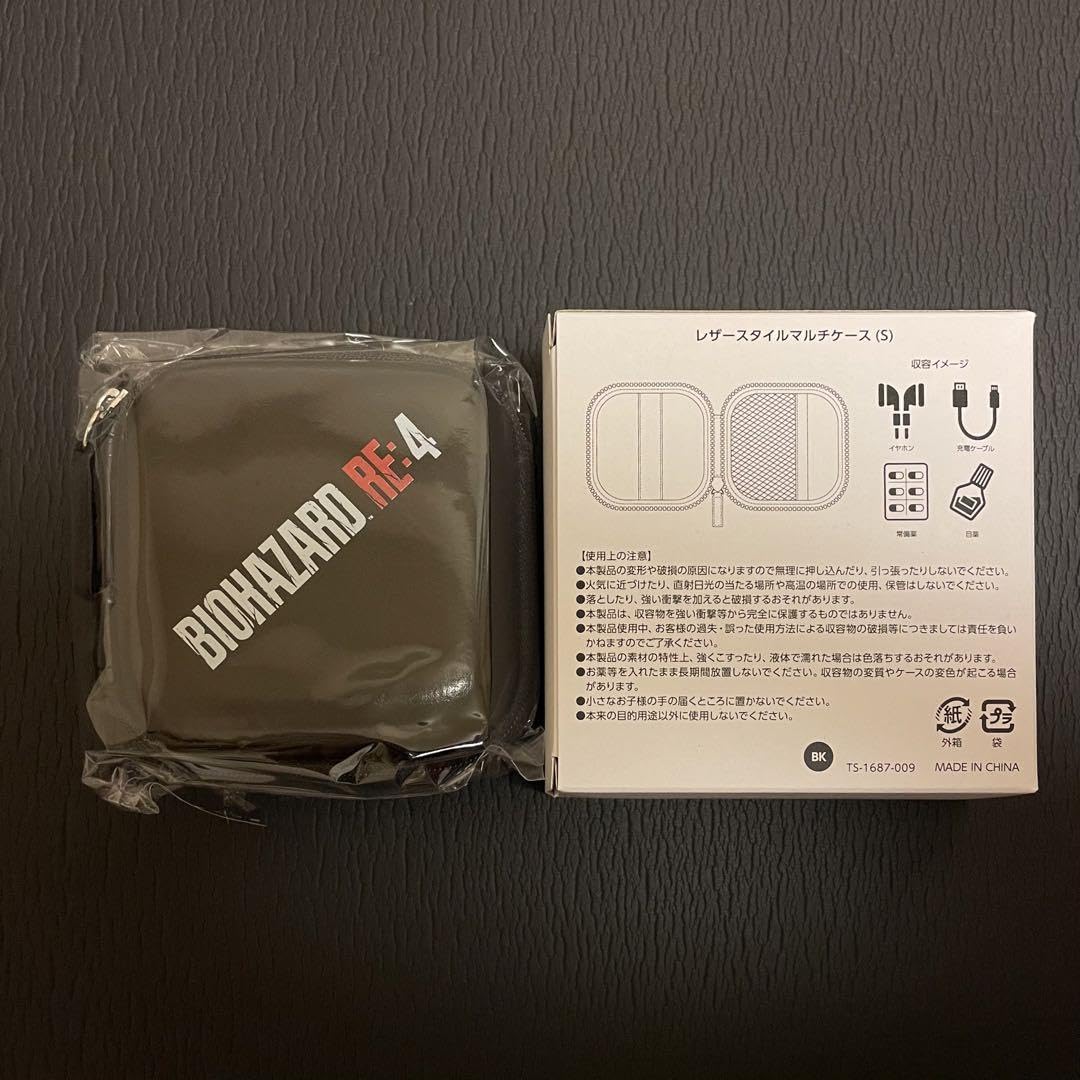 BIOHAZARD RE:4
レザースタイルマルチケース (S)
収容イメージ
イヤホン
充電ケーブル
常備薬
目薬
【使用上の注意】
●本製品の変形や破損の原因になりますので無理に押し込んだり、引っ張ったりしないでください。
●火気に近づけたり、直射日光の当たる場所や高温の場所での使用、保管はしないでください。
●落としたり、強い衝撃を加えると破損するおそれがあります。
●本製品は、収容物を強い衝撃等から完全に保護するものではありません。
●本製品使用中、お客様の過失・誤った使用方法による収容物の破損等につきましては責任を負い
かねますのでご了承ください。
●本製品の素材の特性上、強くこすったり、液体で濡れた場合は色落ちするおそれがあります。
●お薬等を入れたまま長期間放置しないでください。収容物の変質やケースの変色が起こる場合
があります。
●小さなお子様の手の届くところに置かないでください。
●本来の目的用途以外に使用しないでください。
紙
プラ
外箱
袋
BK
TS-1687-009
MADE IN CHINA